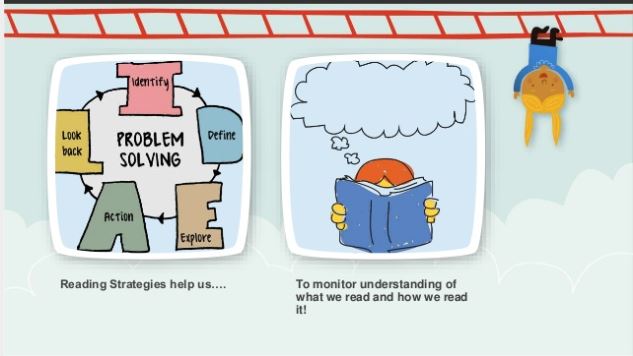 Identify
Define
Explore
Action
Look
back
PROBLEM
SOLVING
I
D
E
A
L
Reading Strategies help us....
To monitor understanding of
what we read and how we read
it!